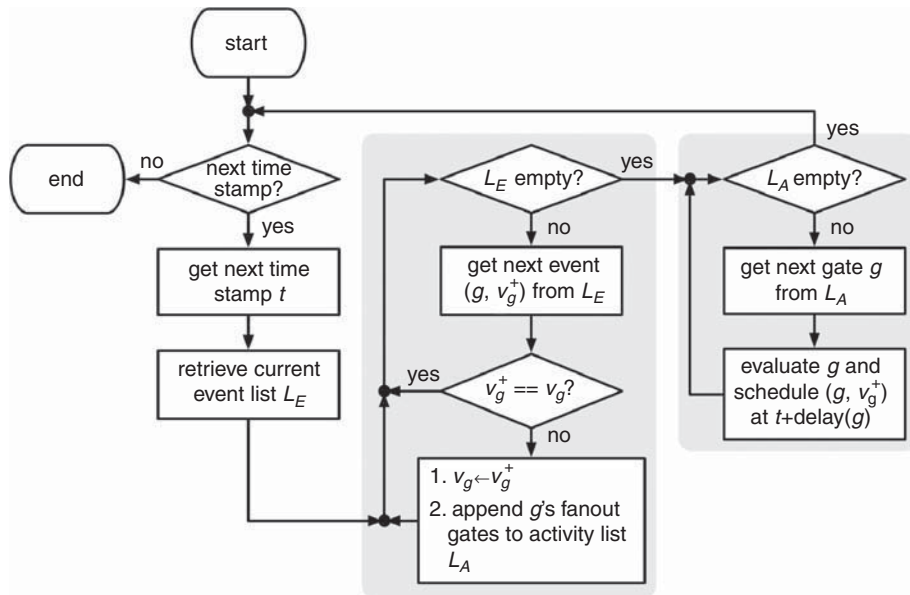 start
end
no
next time
stamp?
yes
get next time
stamp t
retrieve current
event list L_E
L_E empty?
yes
no
get next event
(g, v_g^+) from L_E
yes
v_g^+ == v_g?
no
1. v_g←v_g^+
2. append g's fanout
gates to activity list
L_A
yes
L_A empty?
no
get next gate g
from L_A
evaluate g and
schedule (g, v_g^+)
at t+delay(g)